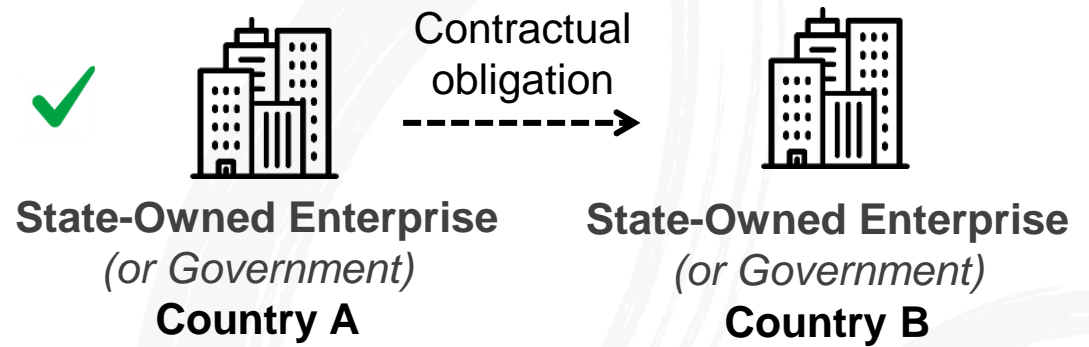 Contractual
obligation
State-Owned Enterprise
(or Government)
Country A
State-Owned Enterprise
(or Government)
Country B